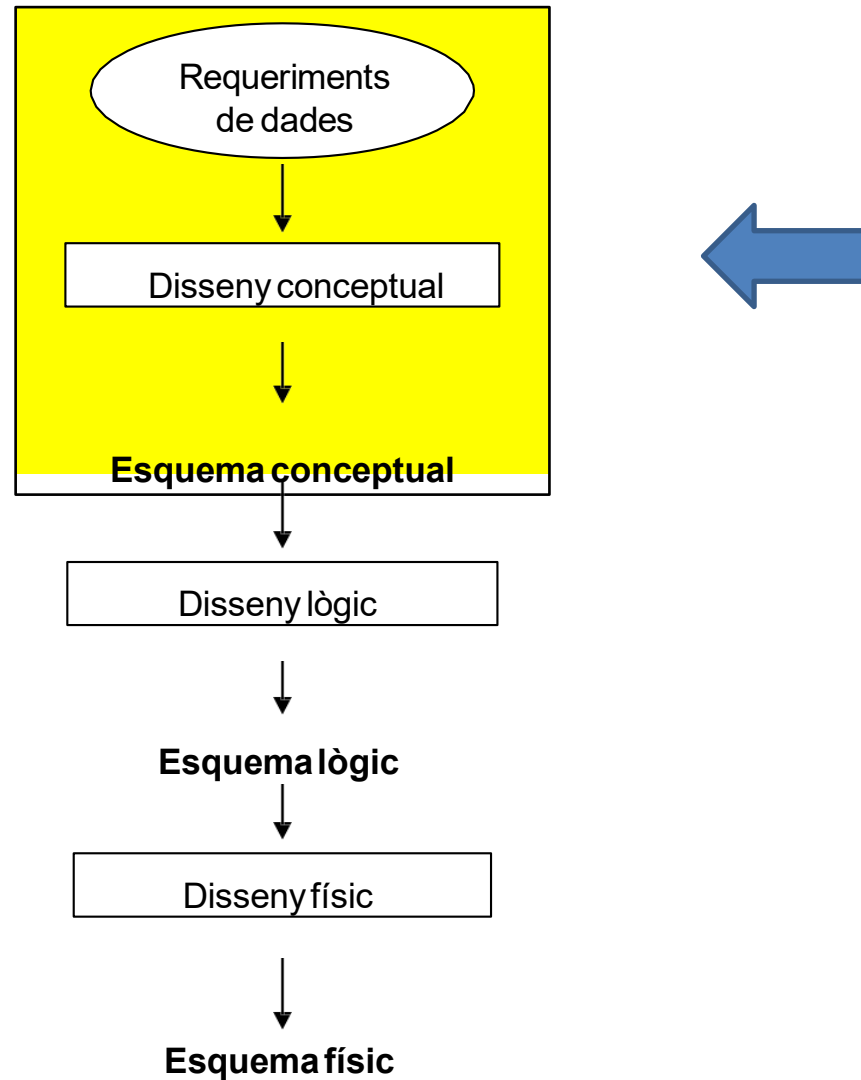 Requeriments
de dades
Disseny conceptual
Esquema conceptual
Disseny lògic
Esquema lògic
Disseny físic
Esquema físic